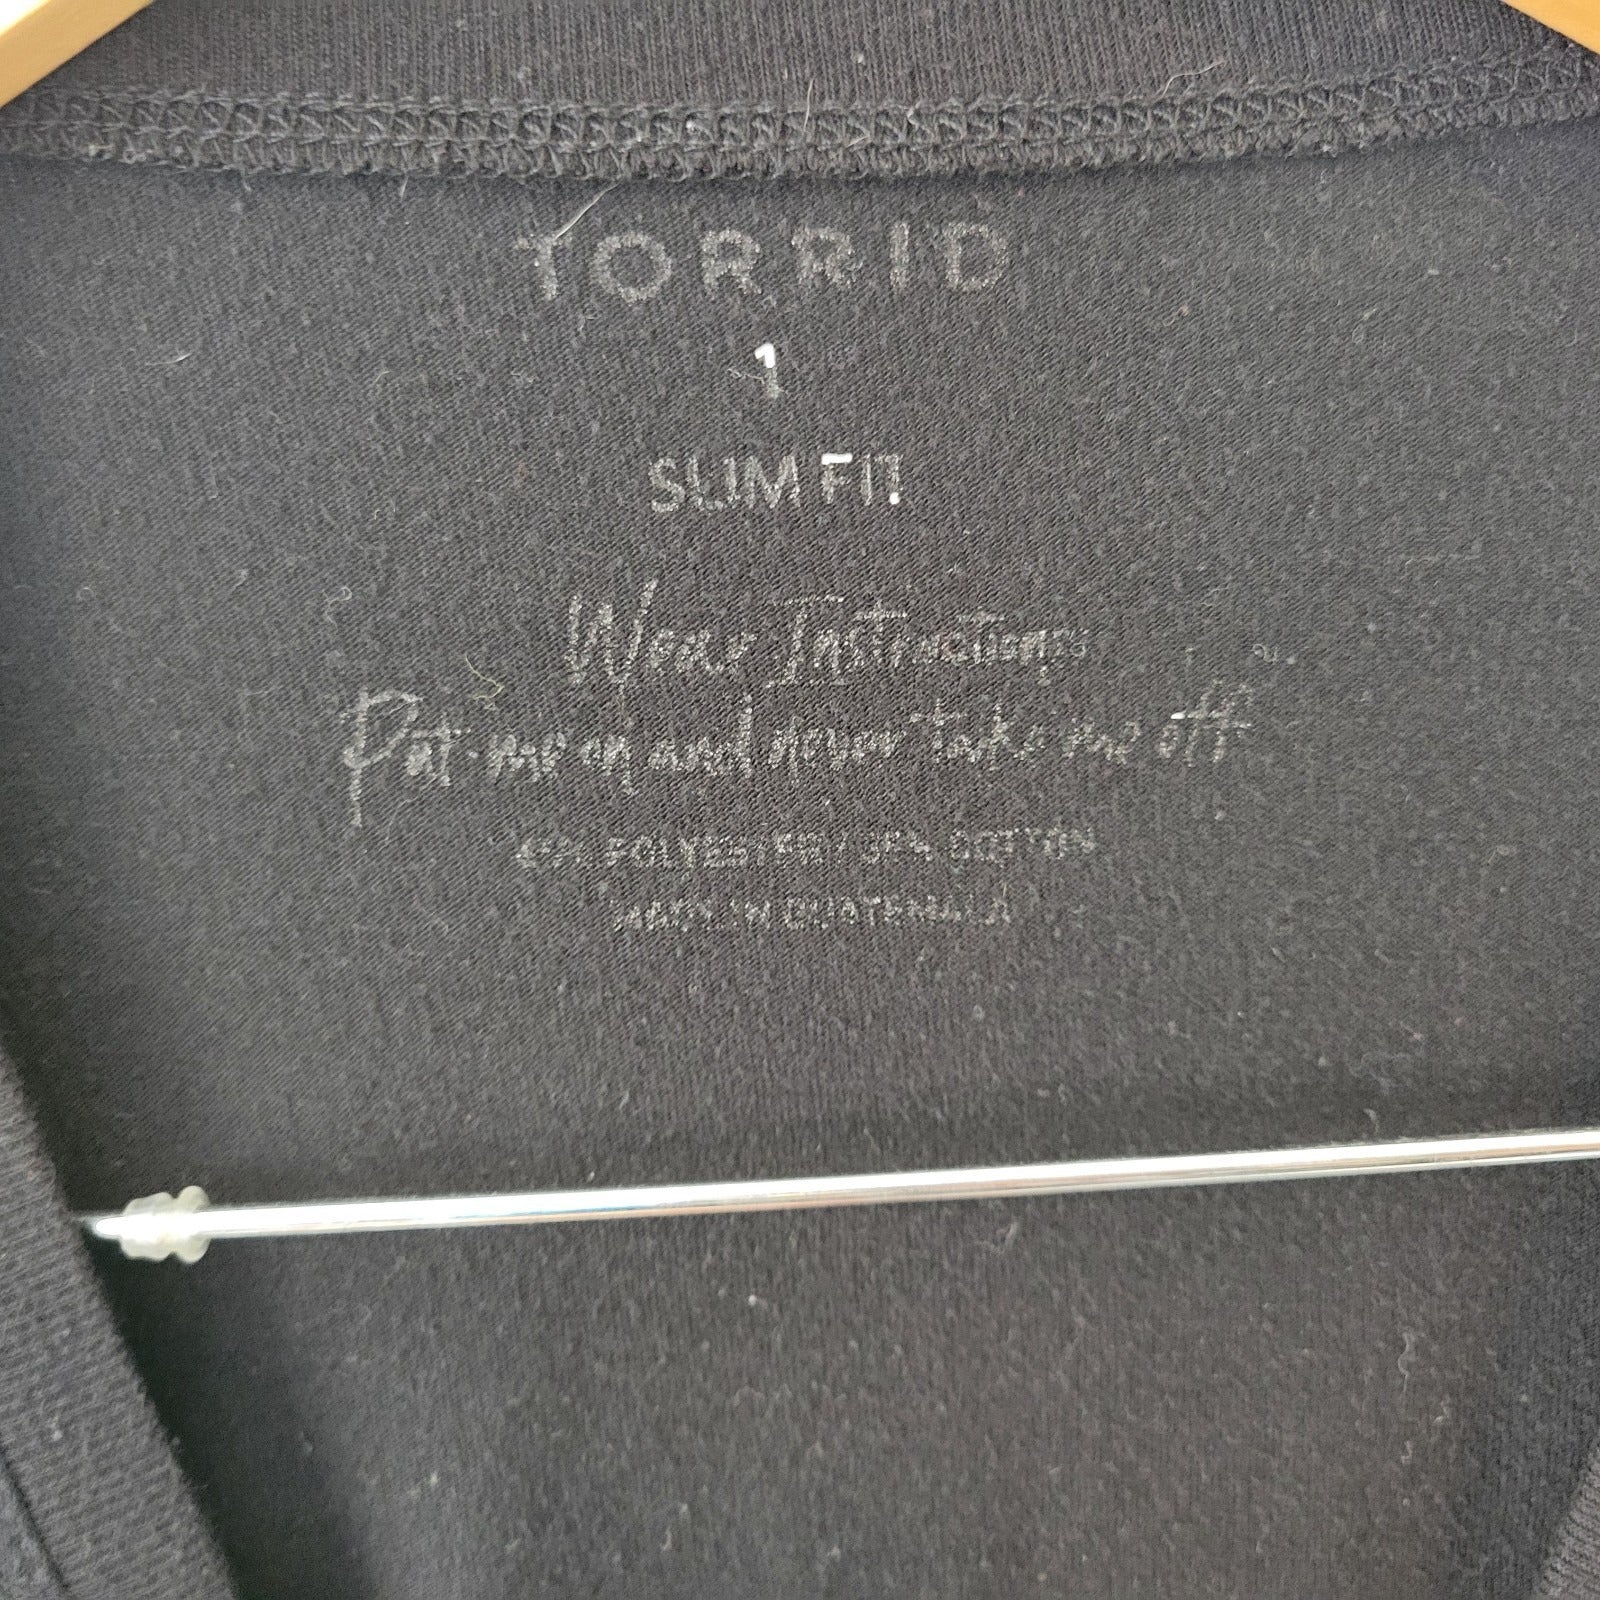 TORRID
1
SLIM FIT
Wear Instructions
Put me on and never take me off
POLYESTER / COTTON
MADE IN GUATEMALA